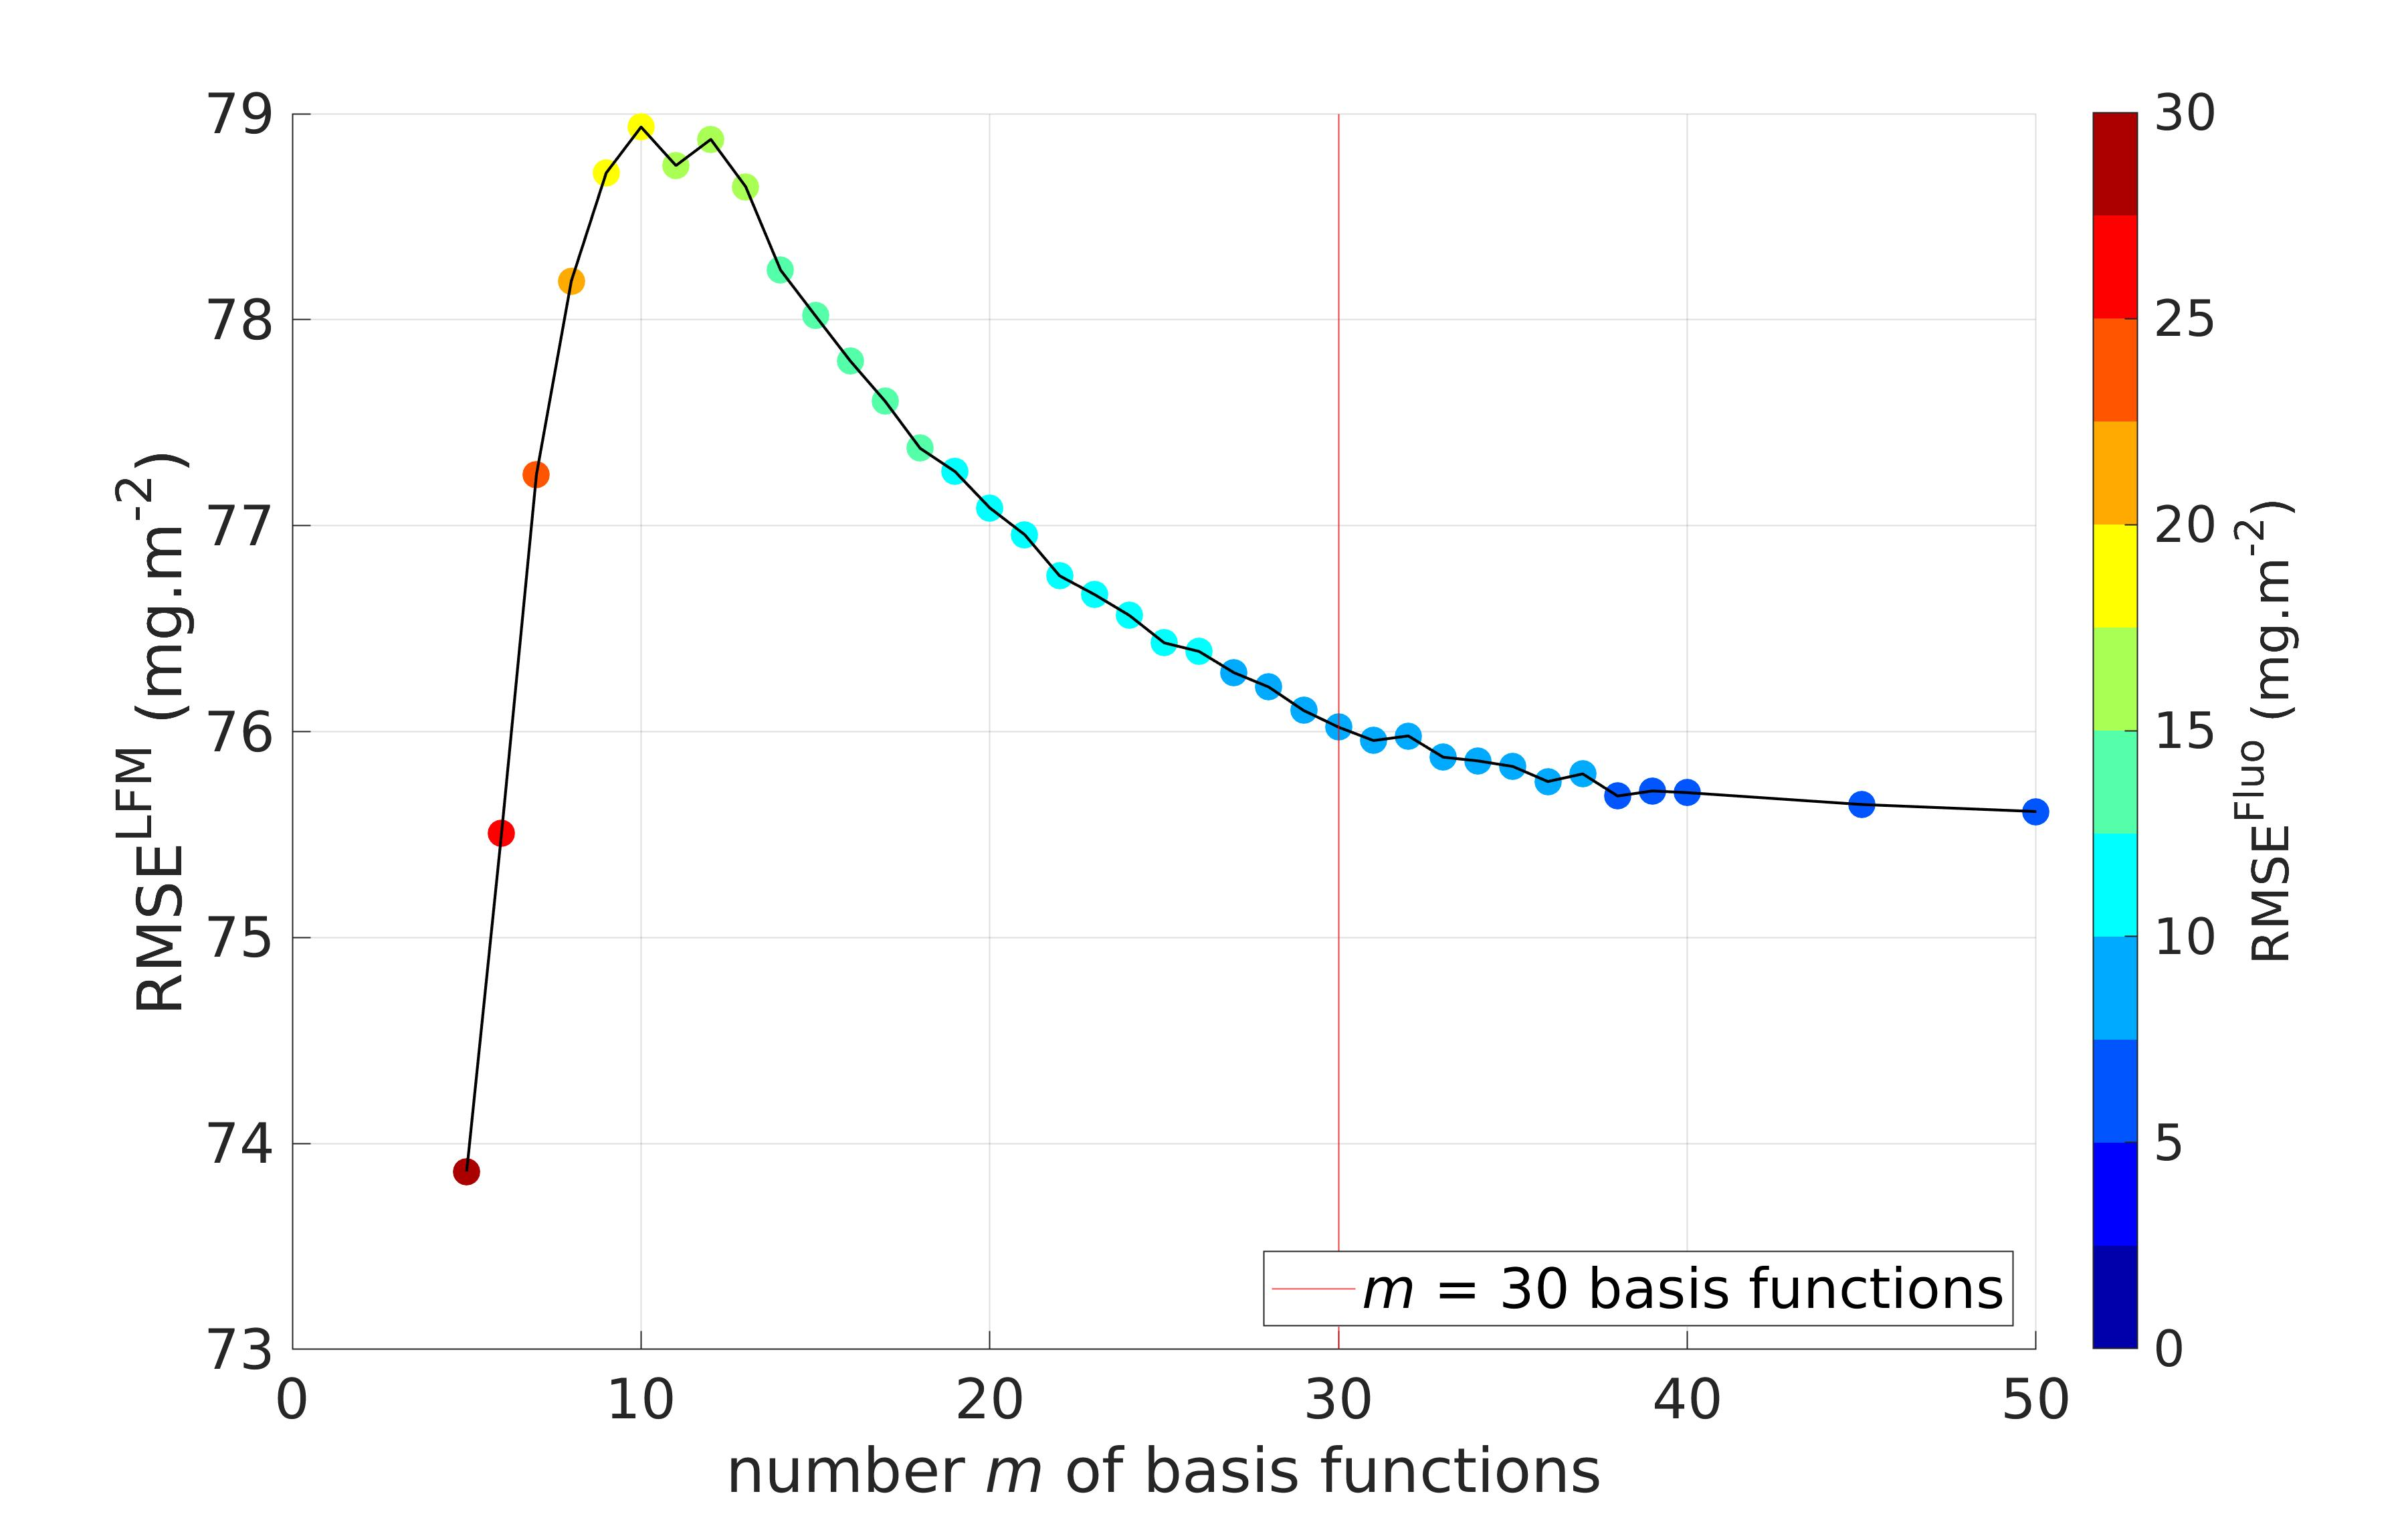 79
78
77
76
75
74
73
RMSE^LFM (mg.m^-2)
0 10 20 30 40 50
number m of basis functions
m = 30 basis functions
30
25
20
15
10
5
0
RMSE^Fluo (mg.m^-2)